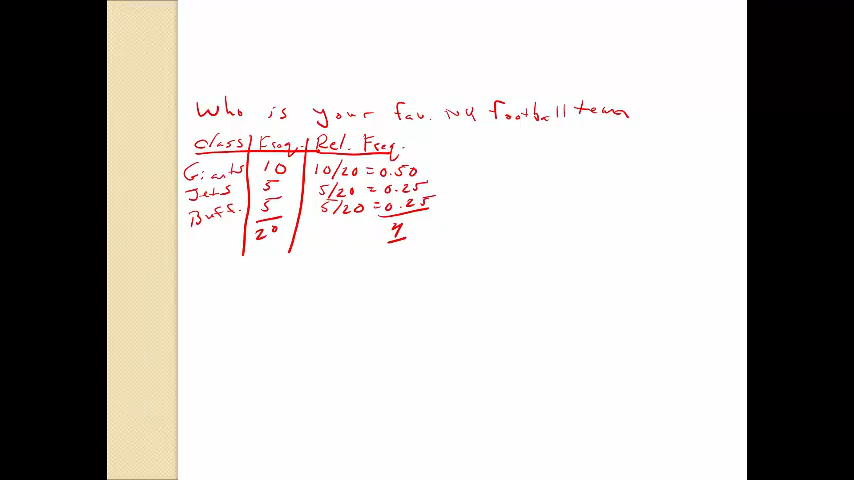 Who is your fav. NY football team
class Freq. Rel. Freq.
Giants 10 10/20 = 0.50
Jets 5 5/20 = 0.25
Buff. 5 5/20 = 0.25
20